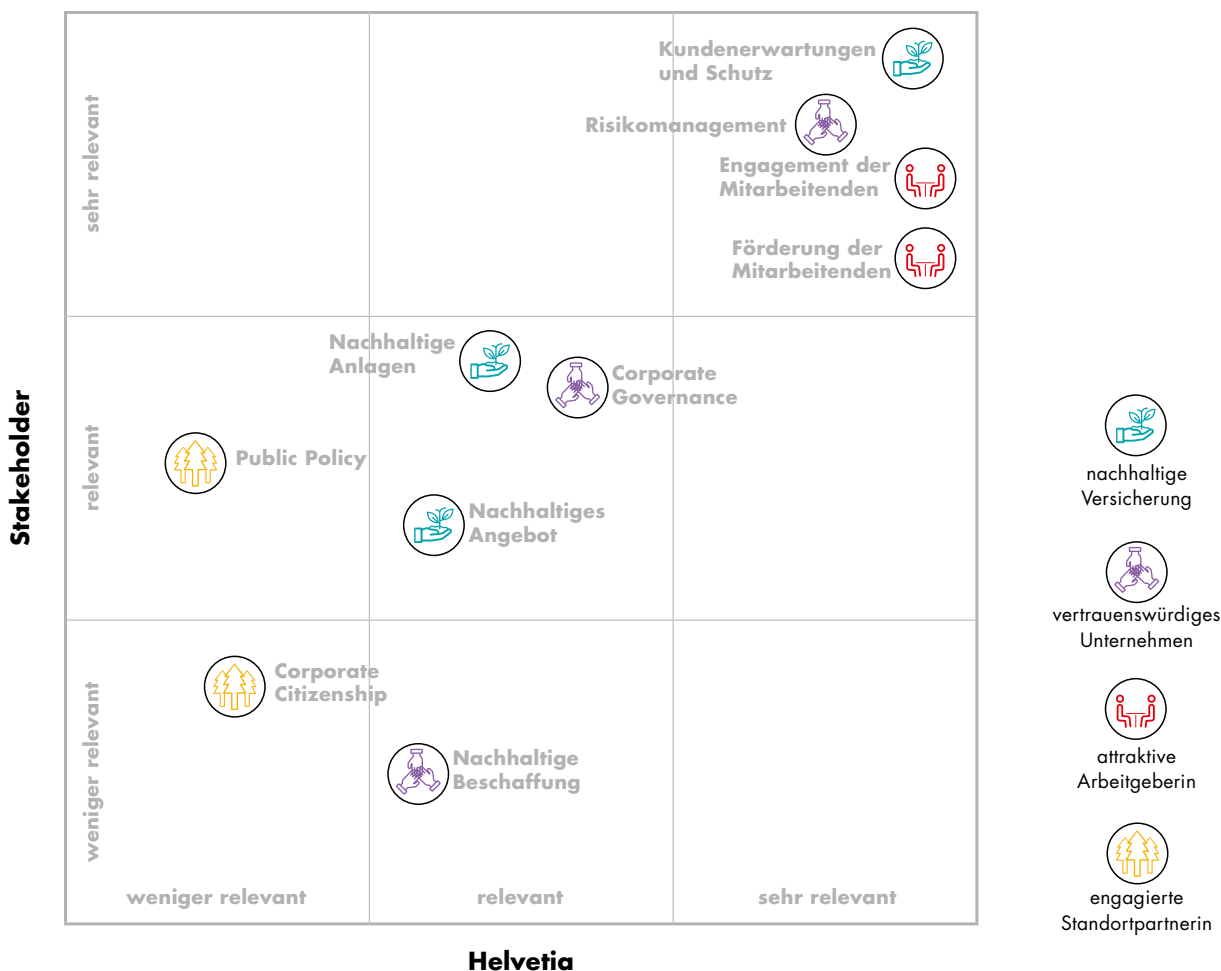 Kundenerwartungen
und Schutz
Risikomanagement
Engagement der
Mitarbeitenden
Förderung der
Mitarbeitenden
sehr relevant
Nachhaltige
Anlagen
Corporate
Governance
Public Policy
Nachhaltiges
Angebot
relevant
Stakeholder
Corporate
Citizenship
Nachhaltige
Beschaffung
weniger relevant
weniger relevant
relevant
sehr relevant
Helvetia
nachhaltige
Versicherung
vertrauenswürdiges
Unternehmen
attraktive
Arbeitgeberin
engagierte
Standortpartnerin